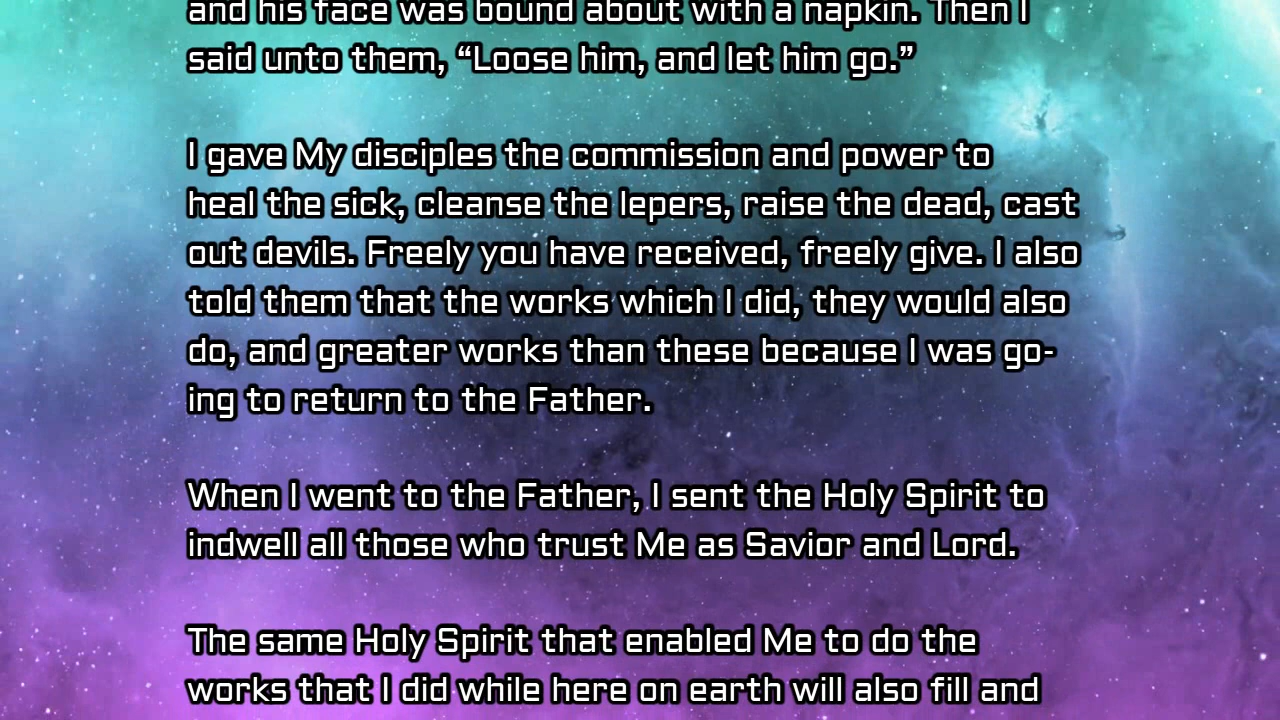 and his face was bound about with a napkin. Then I
said unto them, “Loose him, and let him go.”
I gave My disciples the commission and power to
heal the sick, cleanse the lepers, raise the dead, cast
out devils. Freely you have received, freely give. I also
told them that the works which I did, they would also
do, and greater works than these because I was go-
ing to return to the Father.
When I went to the Father, I sent the Holy Spirit to
indwell all those who trust Me as Savior and Lord.
The same Holy Spirit that enabled Me to do the
works that I did while here on earth will also fill and